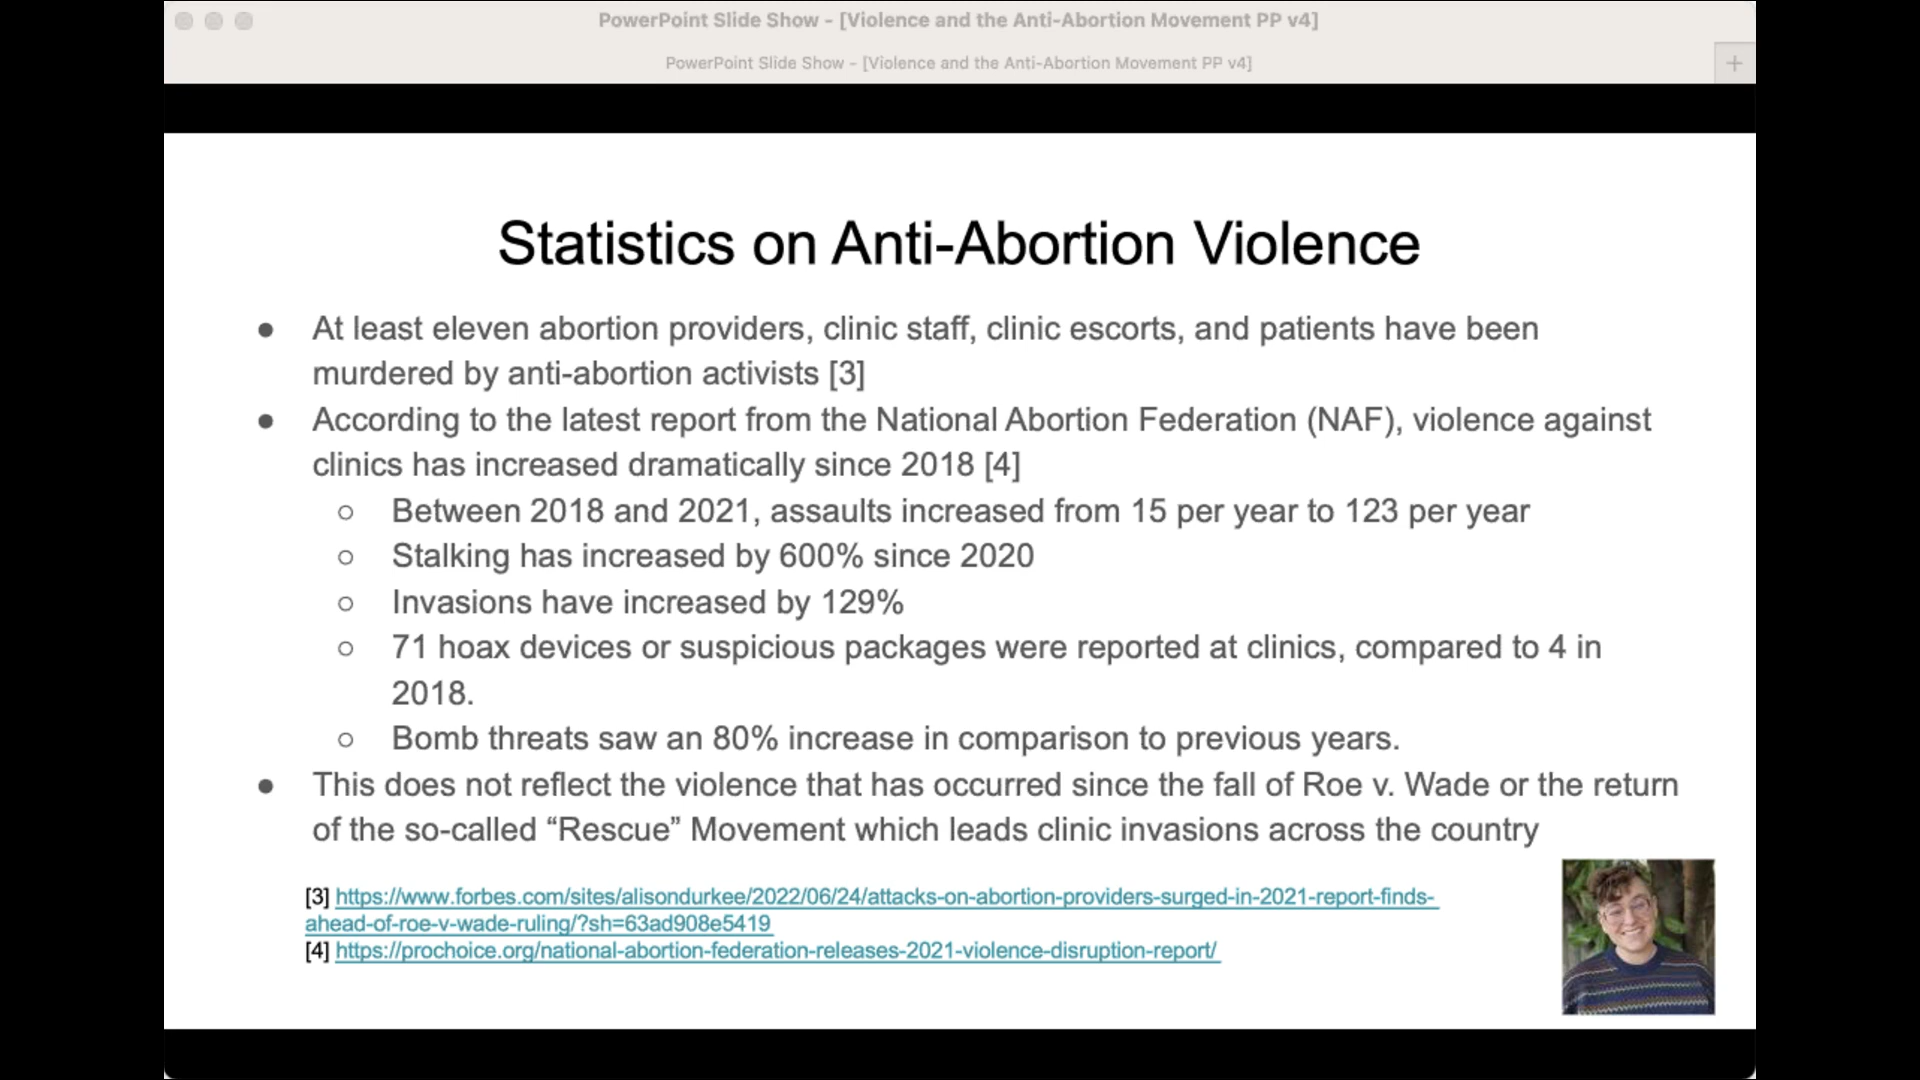 PowerPoint Slide Show - [Violence and the Anti-Abortion Movement PP v4]
PowerPoint Slide Show - [Violence and the Anti-Abortion Movement PP v4]
+
Statistics on Anti-Abortion Violence
● At least eleven abortion providers, clinic staff, clinic escorts, and patients have been
murdered by anti-abortion activists [3]
● According to the latest report from the National Abortion Federation (NAF), violence against
clinics has increased dramatically since 2018 [4]
○ Between 2018 and 2021, assaults increased from 15 per year to 123 per year
○ Stalking has increased by 600% since 2020
○ Invasions have increased by 129%
○ 71 hoax devices or suspicious packages were reported at clinics, compared to 4 in
2018.
○ Bomb threats saw an 80% increase in comparison to previous years.
● This does not reflect the violence that has occurred since the fall of Roe v. Wade or the return
of the so-called “Rescue” Movement which leads clinic invasions across the country
[3] https://www.forbes.com/sites/alisondurkee/2022/06/24/attacks-on-abortion-providers-surged-in-2021-report-finds-
ahead-of-roe-v-wade-ruling/?sh=63ad908e5419
[4] https://prochoice.org/national-abortion-federation-releases-2021-violence-disruption-report/